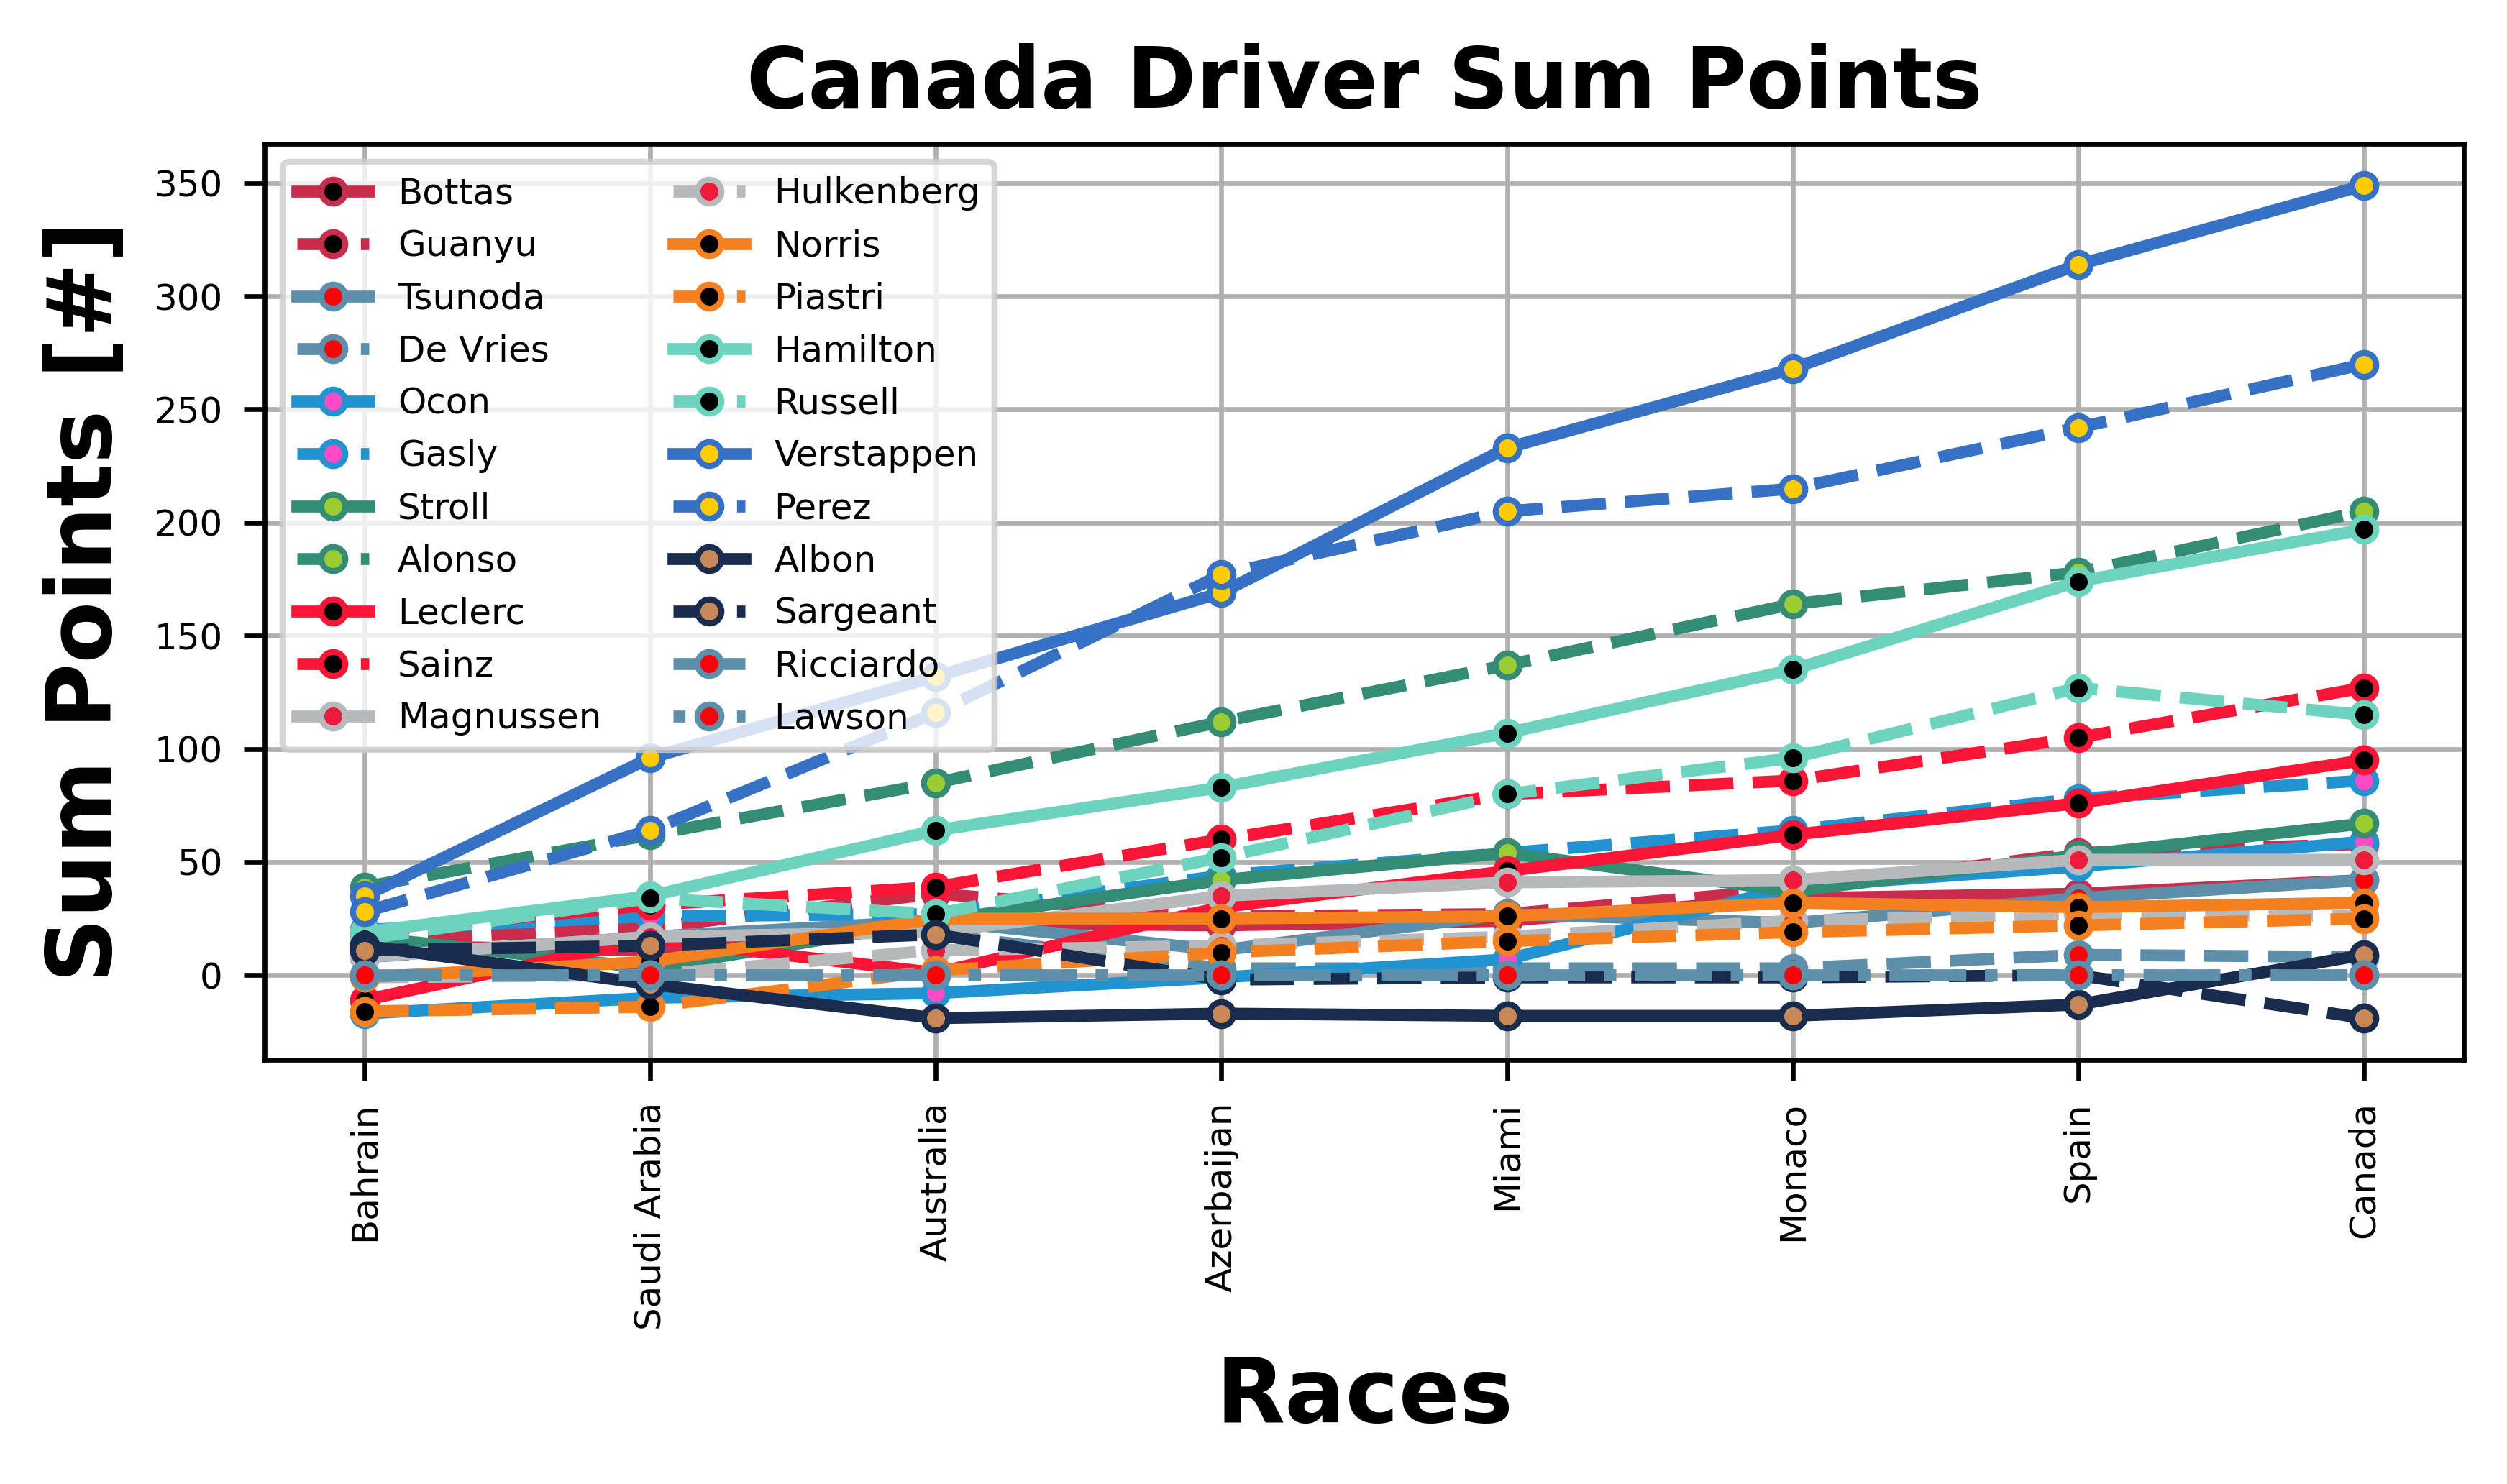 Canada Driver Sum Points
Sum Points [#]
350
300
250
200
150
100
50
0
Bottas
Guanyu
Tsunoda
De Vries
Ocon
Gasly
Stroll
Alonso
Leclerc
Sainz
Magnussen
Hulkenberg
Norris
Piastri
Hamilton
Russell
Verstappen
Perez
Albon
Sargeant
Ricciardo
Lawson
Bahrain
Saudi Arabia
Australia
Azerbaijan
Miami
Monaco
Spain
Canada
Races